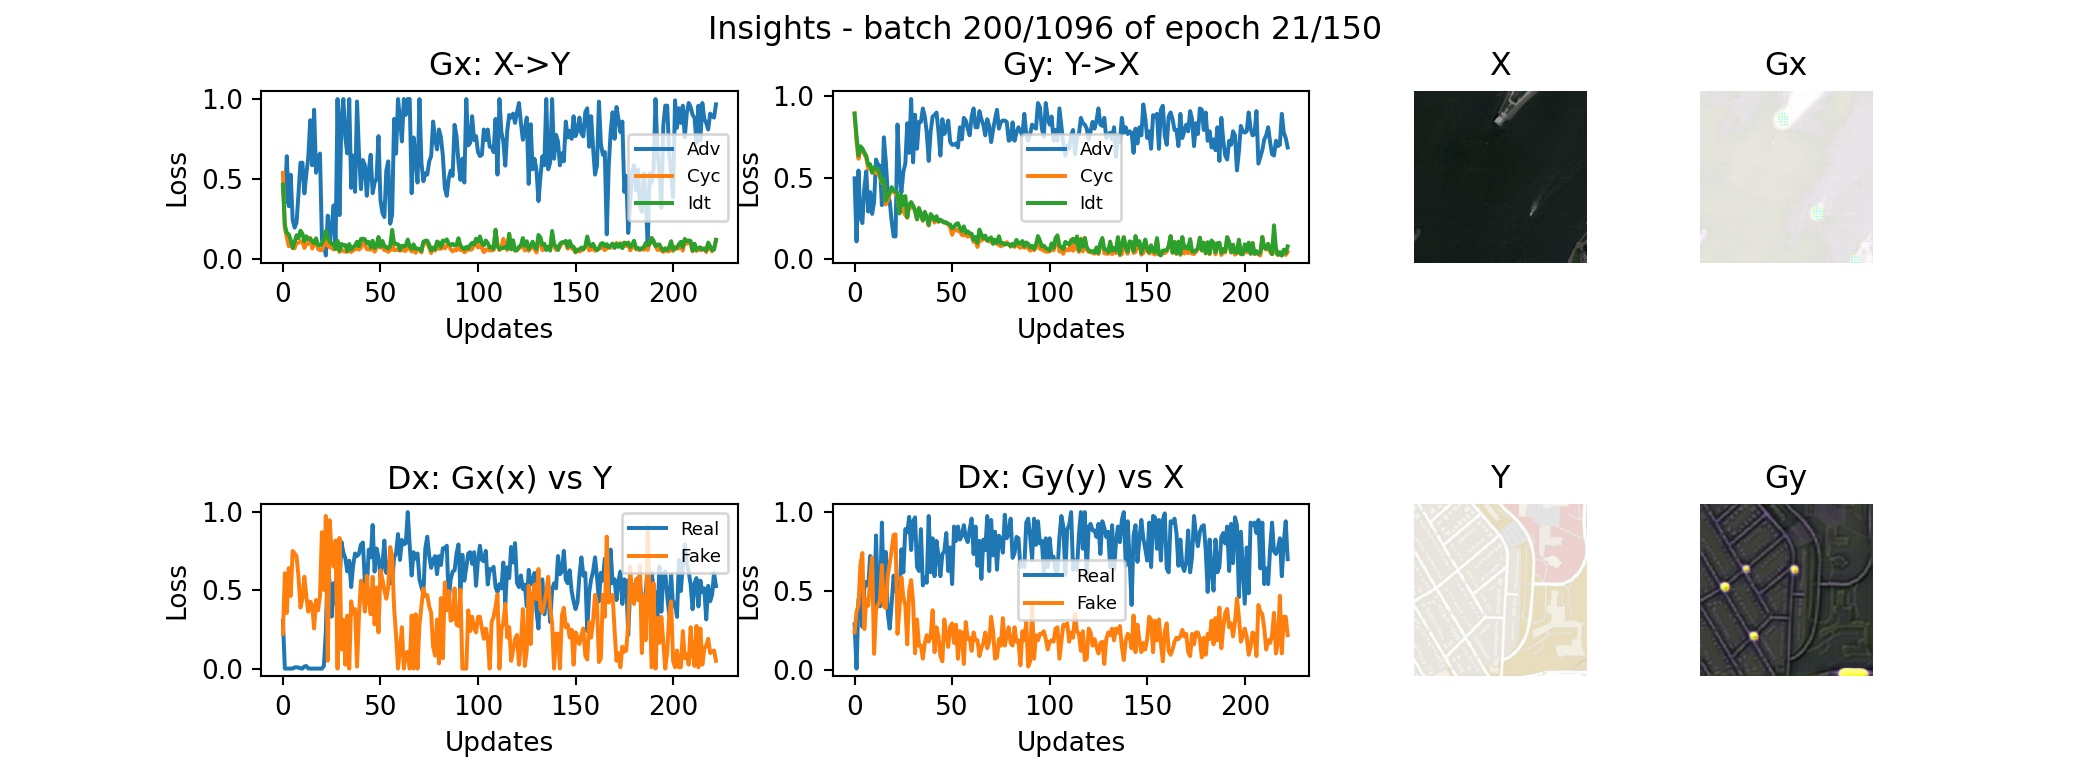 Insights - batch 200/1096 of epoch 21/150
Gx: X->Y
Loss
1.0
0.5
0.0
Adv
Cyc
Idt
0 50 100 150 200
Updates
Gy: Y->X
Loss
1.0
0.5
0.0
Adv
Cyc
Idt
0 50 100 150 200
Updates
X
Gx
Dx: Gx(x) vs Y
Loss
1.0
0.5
0.0
Real
Fake
0 50 100 150 200
Updates
Dx: Gy(y) vs X
Loss
1.0
0.5
0.0
Real
Fake
0 50 100 150 200
Updates
Y
Gy